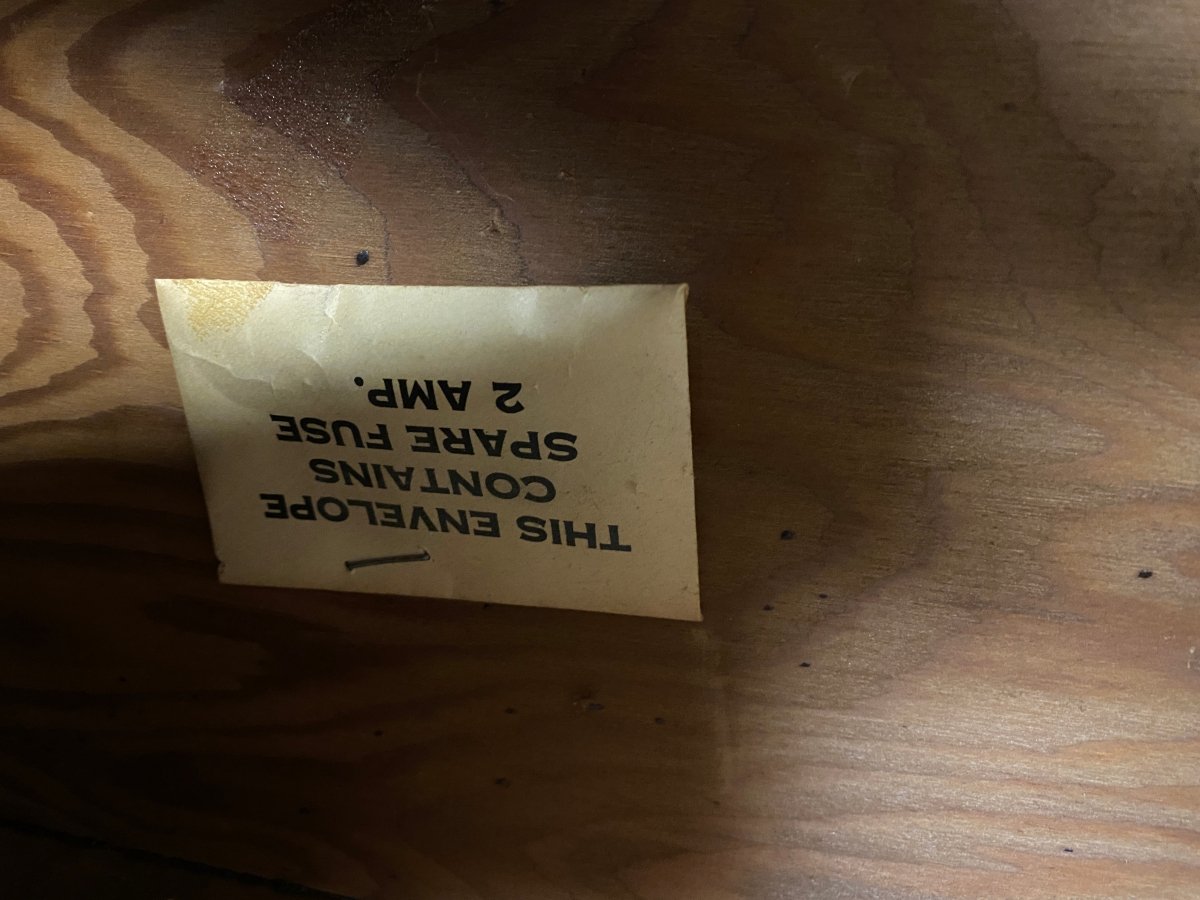 THIS ENVELOPE
CONTAINS
SPARE FUSE
2 AMP.